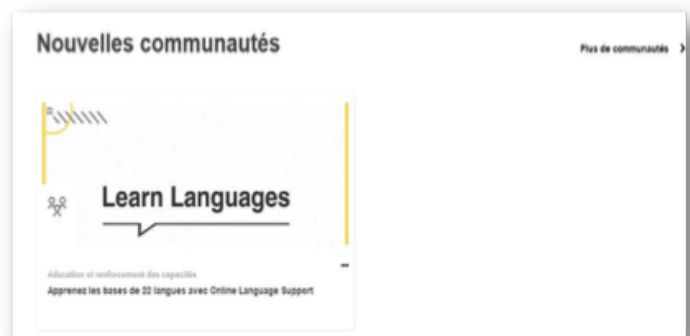 Nouvelles communautés
Plus de communautés
Learn Languages
éducation et renforcement des capacités
Apprenez les bases de 22 langues avec Online Language Support